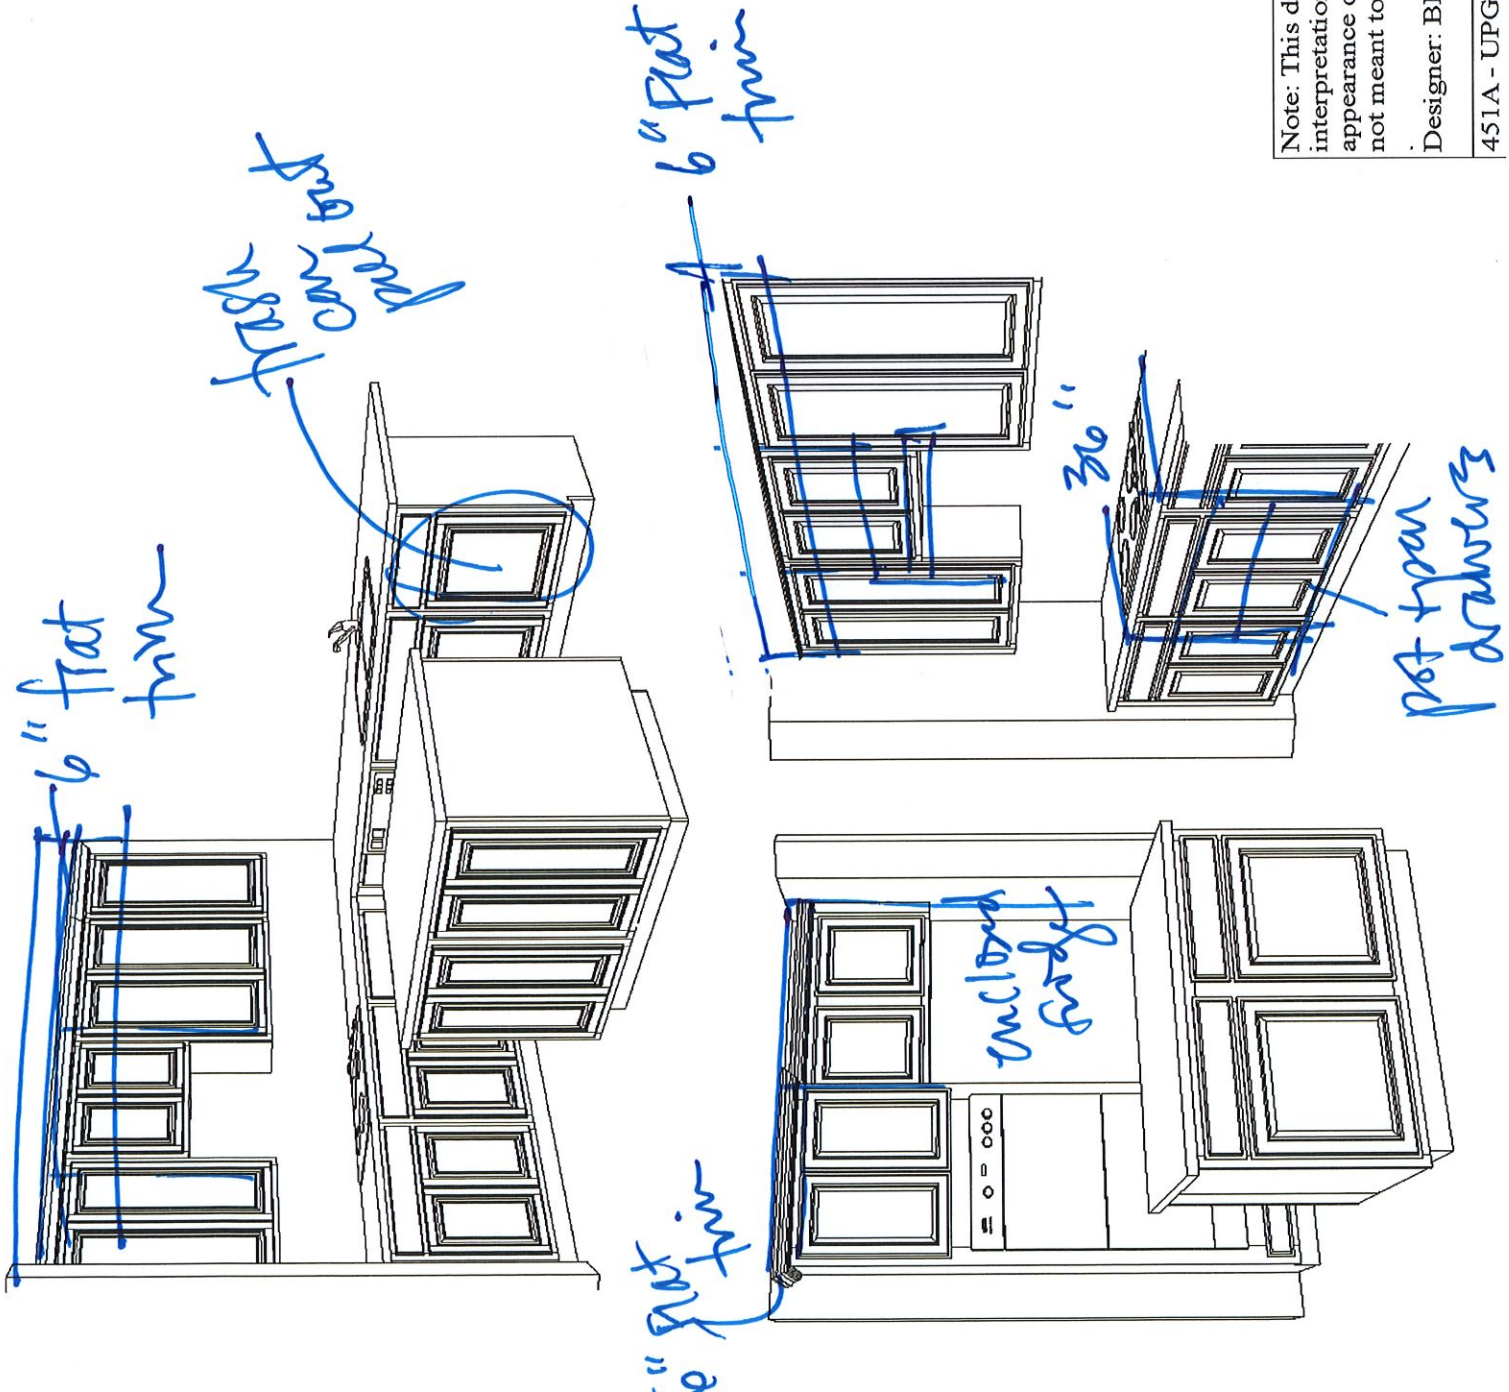 6" flat
trim
trash
can
pull out
6" flat
trim
6" flat
trim
enclosed
fridge
36"
pot + pan
drawers
Note: This d
interpretatio
appearance
not meant to
Designer: B
451A - UPG